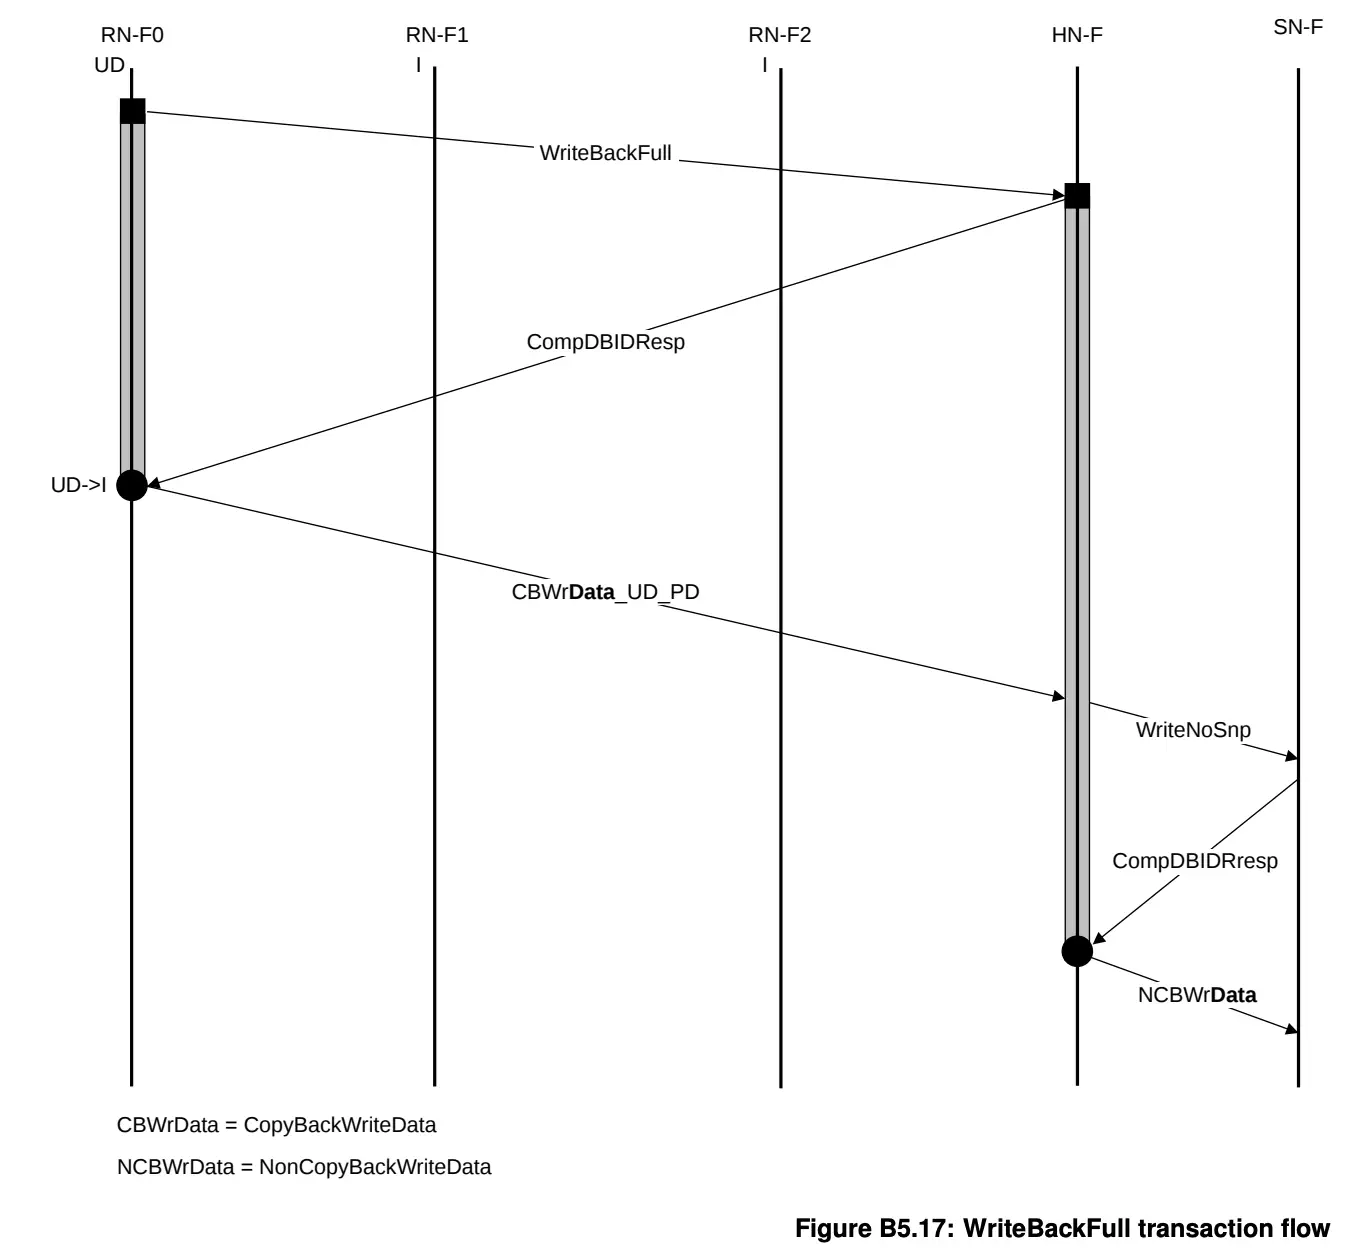 RN-F0 RN-F1 RN-F2 HN-F SN-F
UD I I
WriteBackFull
CompDBIDResp
UD->I
CBWrData_UD_PD
WriteNoSnp
CompDBIDRresp
NCBWrData
CBWrData = CopyBackWriteData
NCBWrData = NonCopyBackWriteData
Figure B5.17: WriteBackFull transaction flow